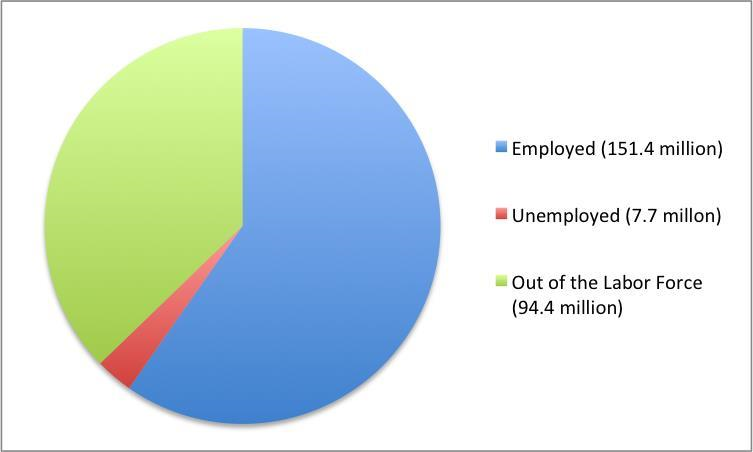 Employed (151.4 million)
Unemployed (7.7 millon)
Out of the Labor Force
(94.4 million)